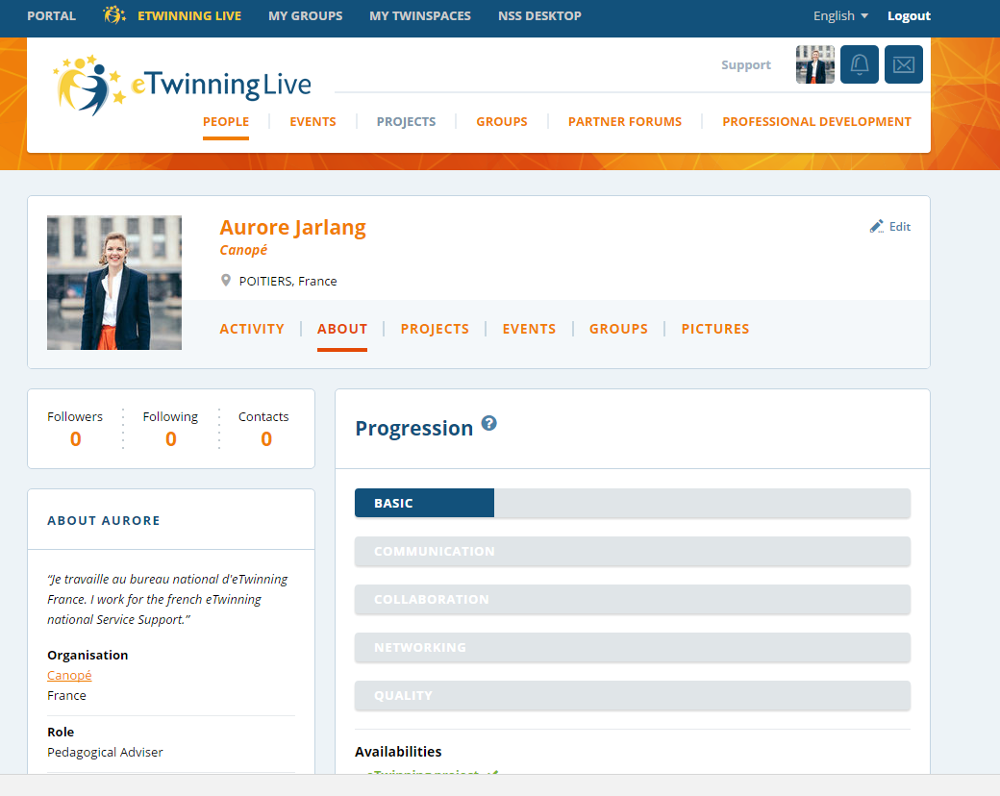 PORTAL ETWINNING LIVE MY GROUPS MY TWINSPACES NSS DESKTOP English Logout
eTwinning Live
Support
PEOPLE EVENTS PROJECTS GROUPS PARTNER FORUMS PROFESSIONAL DEVELOPMENT
Aurore Jarlang
Edit
Canopé
POITIERS, France
ACTIVITY ABOUT PROJECTS EVENTS GROUPS PICTURES
Followers Following Contacts
0 0 0
ABOUT AURORE
“Je travaille au bureau national d'eTwinning
France. I work for the french eTwinning
national Service Support.”
Organisation
Canopé
France
Role
Pedagogical Adviser
Progression ?
BASIC
COMMUNICATION
COLLABORATION
NETWORKING
QUALITY
Availabilities
eTwinning project